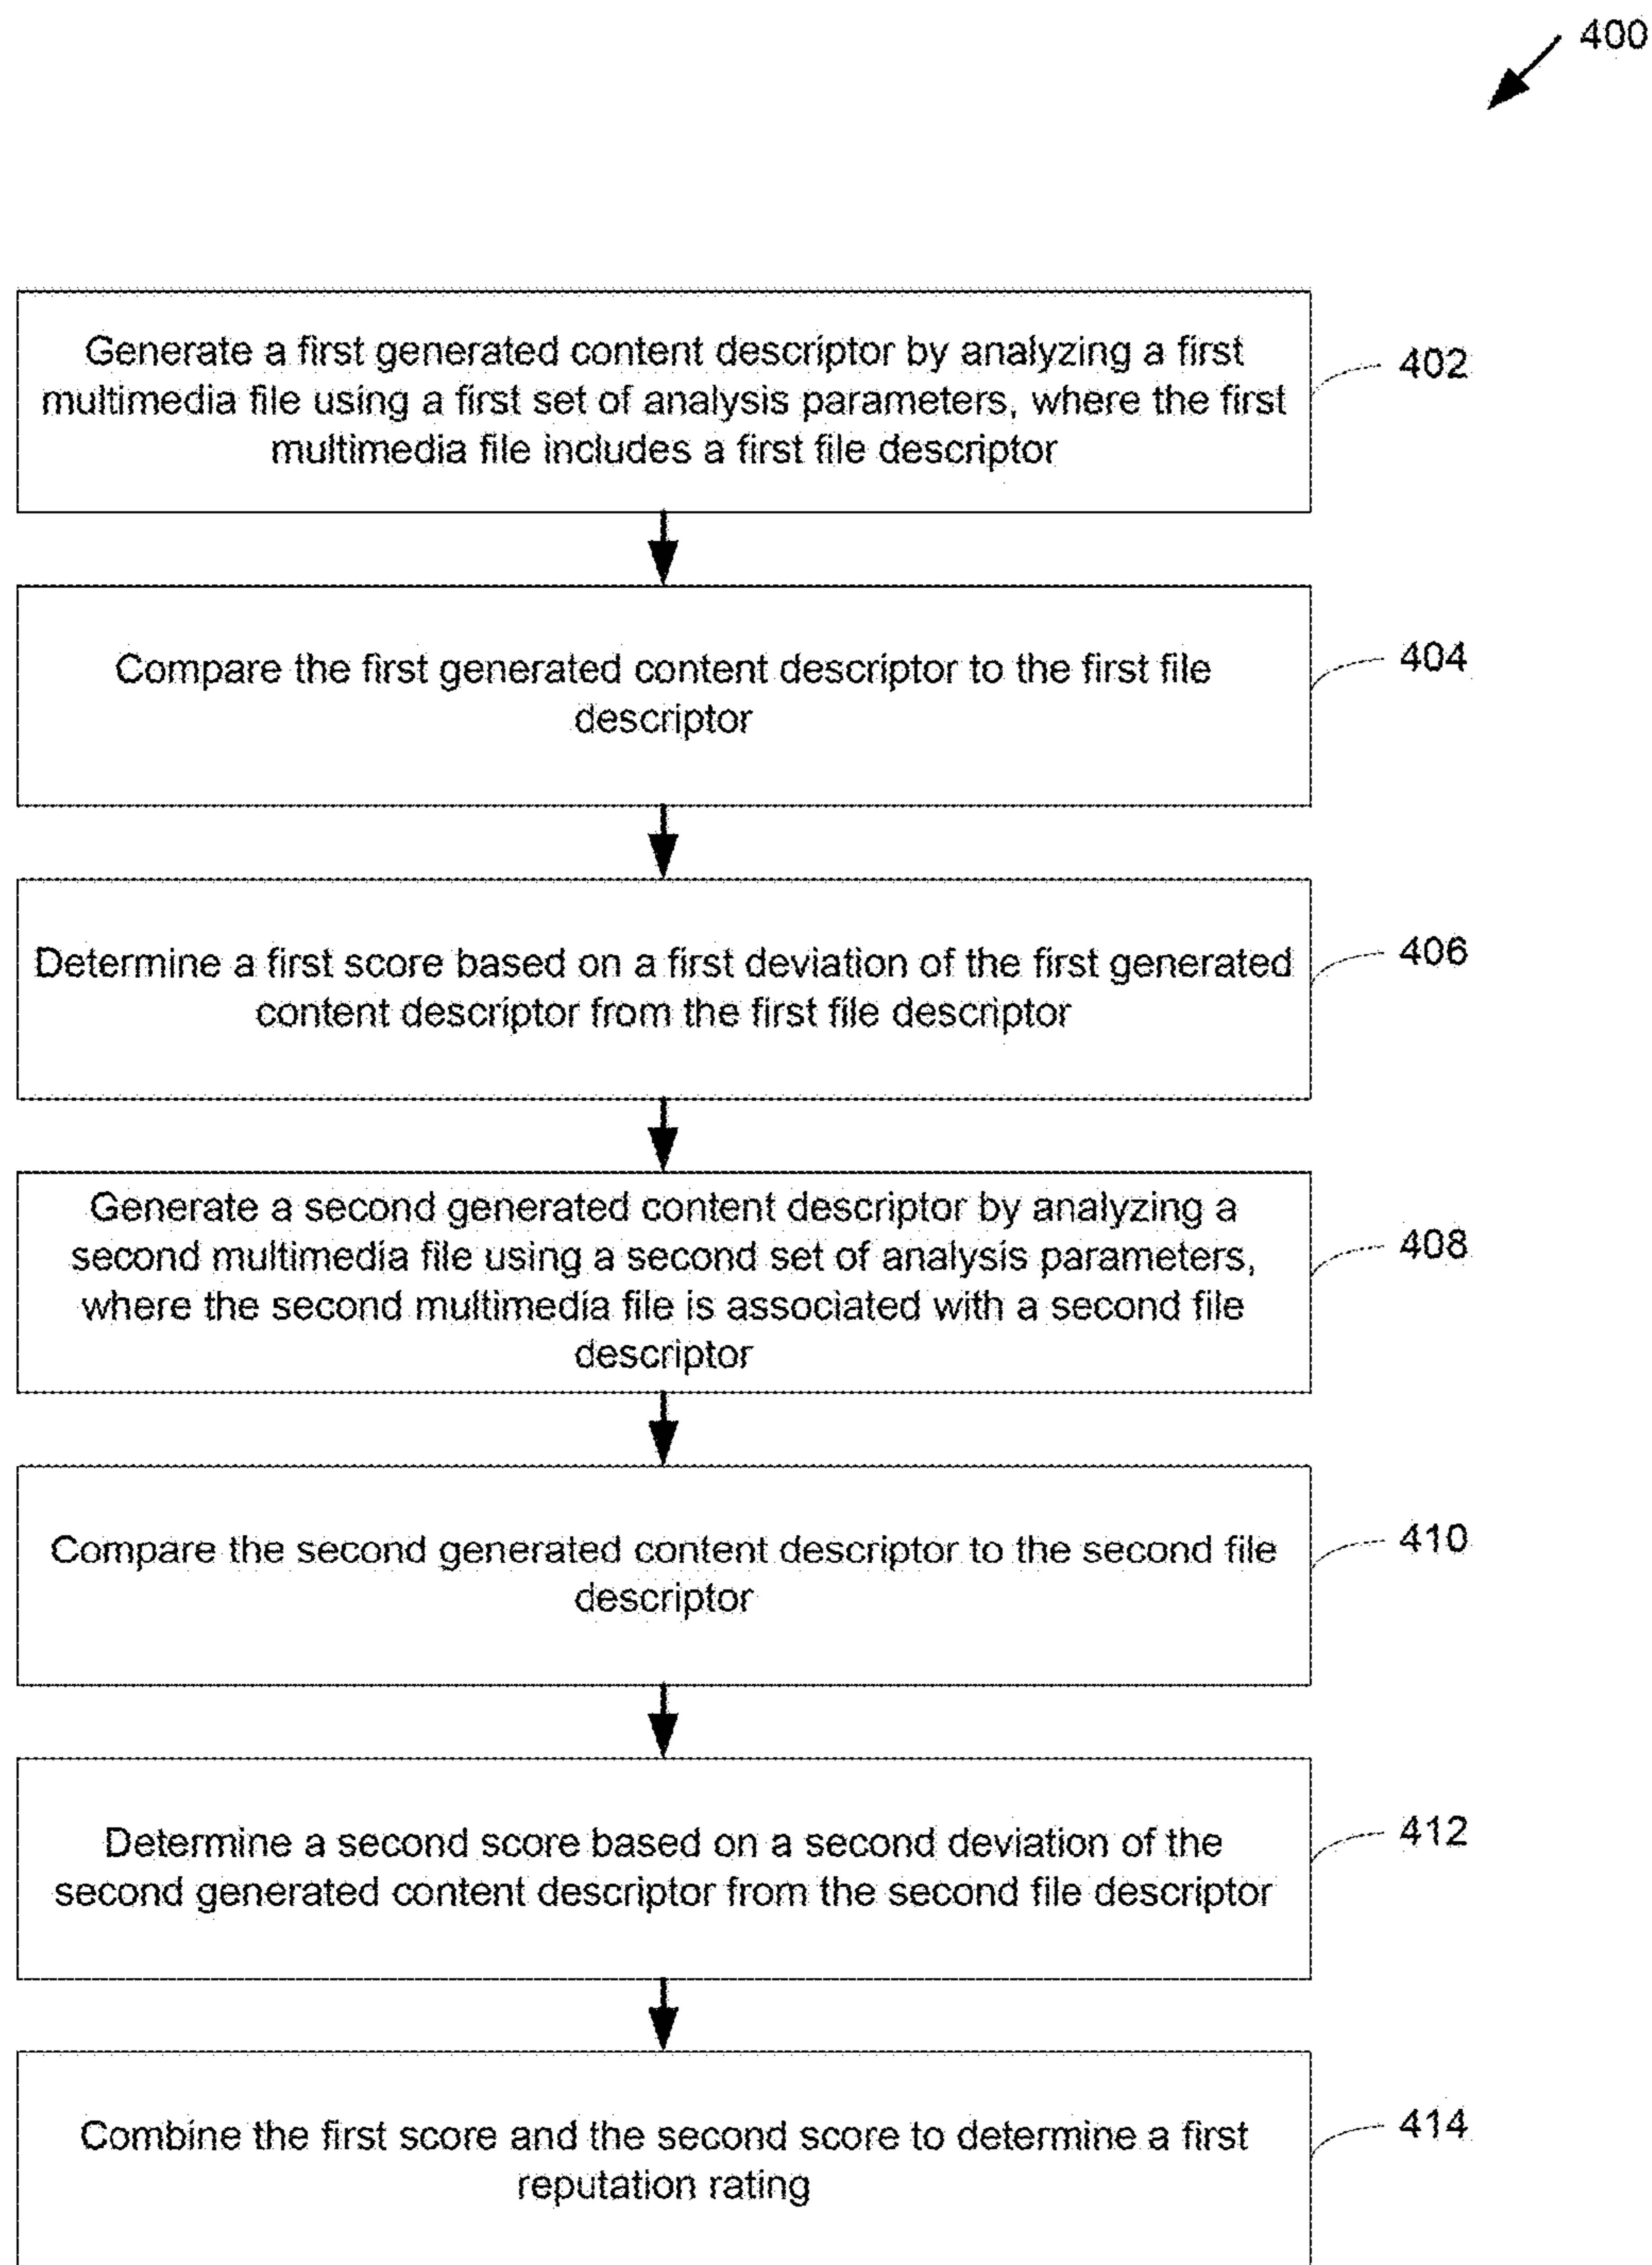 400
Generate a first generated content descriptor by analyzing a first
multimedia file using a first set of analysis parameters, where the first
multimedia file includes a first file descriptor
402
Compare the first generated content descriptor to the first file
descriptor
404
Determine a first score based on a first deviation of the first generated
content descriptor from the first file descriptor
406
Generate a second generated content descriptor by analyzing a
second multimedia file using a second set of analysis parameters,
where the second multimedia file is associated with a second file
descriptor
408
Compare the second generated content descriptor to the second file
descriptor
410
Determine a second score based on a second deviation of the
second generated content descriptor from the second file descriptor
412
Combine the first score and the second score to determine a first
reputation rating
414